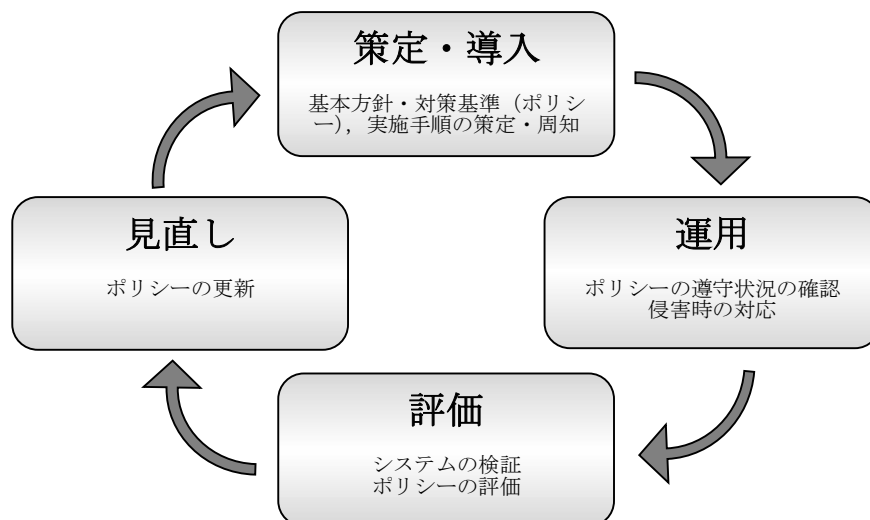 策定・導入
基本方針・対策基準（ポリシ
ー），実施手順の策定・周知
見直し
ポリシーの更新
運用
ポリシーの遵守状況の確認
侵害時の対応
評価
システムの検証
ポリシーの評価